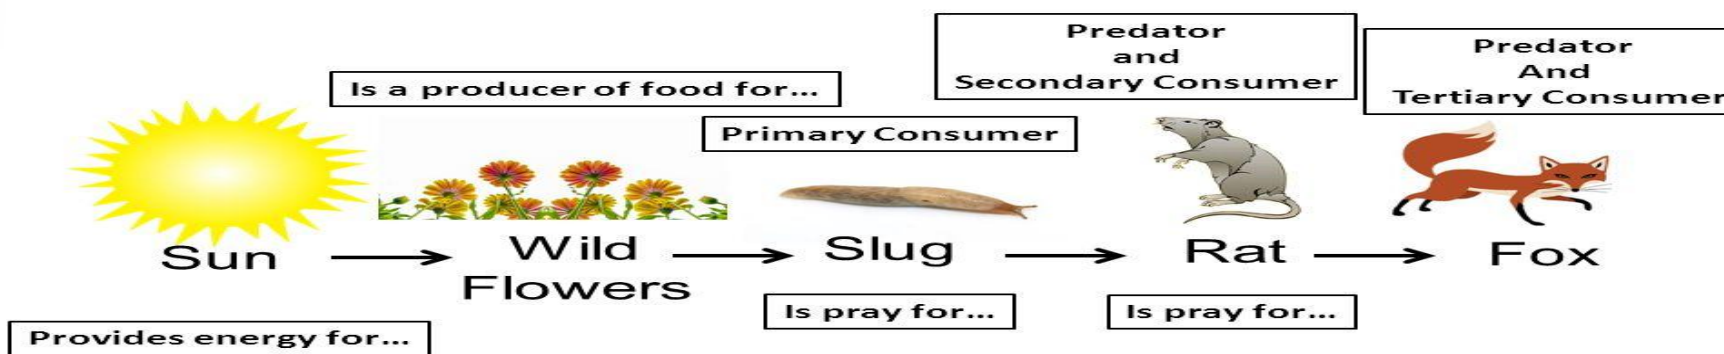 Predator
and
Secondary Consumer
Predator
And
Tertiary Consumer
Is a producer of food for...
Primary Consumer
Sun
Wild
Flowers
Slug
Rat
Fox
Is pray for...
Is pray for...
Provides energy for...